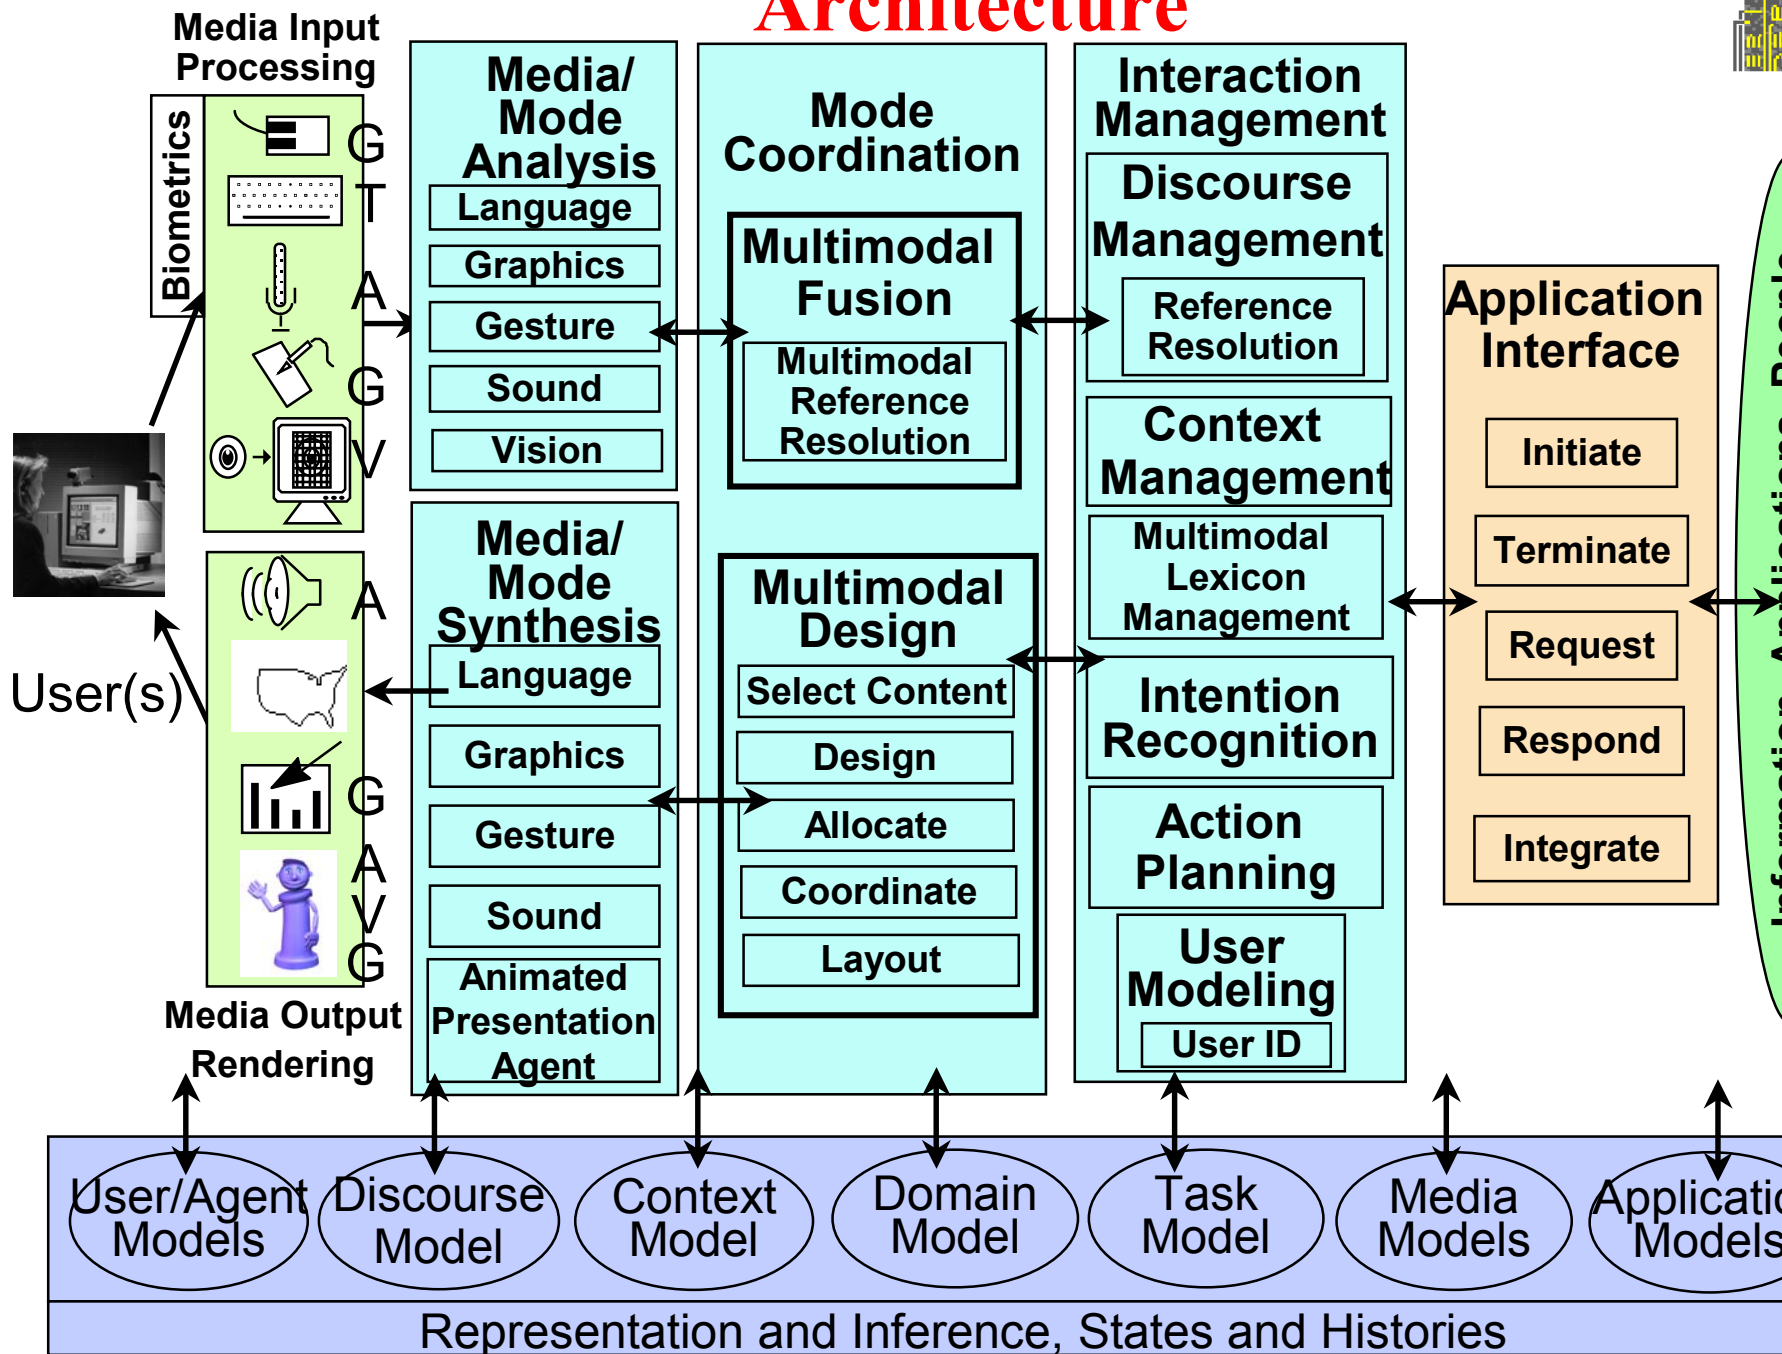 Architecture
Media Input
Processing
Biometrics
G
T
A
G
V
User(s)
A
G
A
V
G
Media Output
Rendering
Media/
Mode
Analysis
Language
Graphics
Gesture
Sound
Vision
Media/
Mode
Synthesis
Language
Graphics
Gesture
Sound
Animated
Presentation
Agent
Mode
Coordination
Multimodal
Fusion
Multimodal
Reference
Resolution
Multimodal
Design
Select Content
Design
Allocate
Coordinate
Layout
Interaction
Management
Discourse
Management
Reference
Resolution
Context
Management
Multimodal
Lexicon
Management
Intention
Recognition
Action
Planning
User
Modeling
User ID
Application
Interface
Initiate
Terminate
Request
Respond
Integrate
User/Agent
Models
Discourse
Model
Context
Model
Domain
Model
Task
Model
Media
Models
Models
Representation and Inference, States and Histories